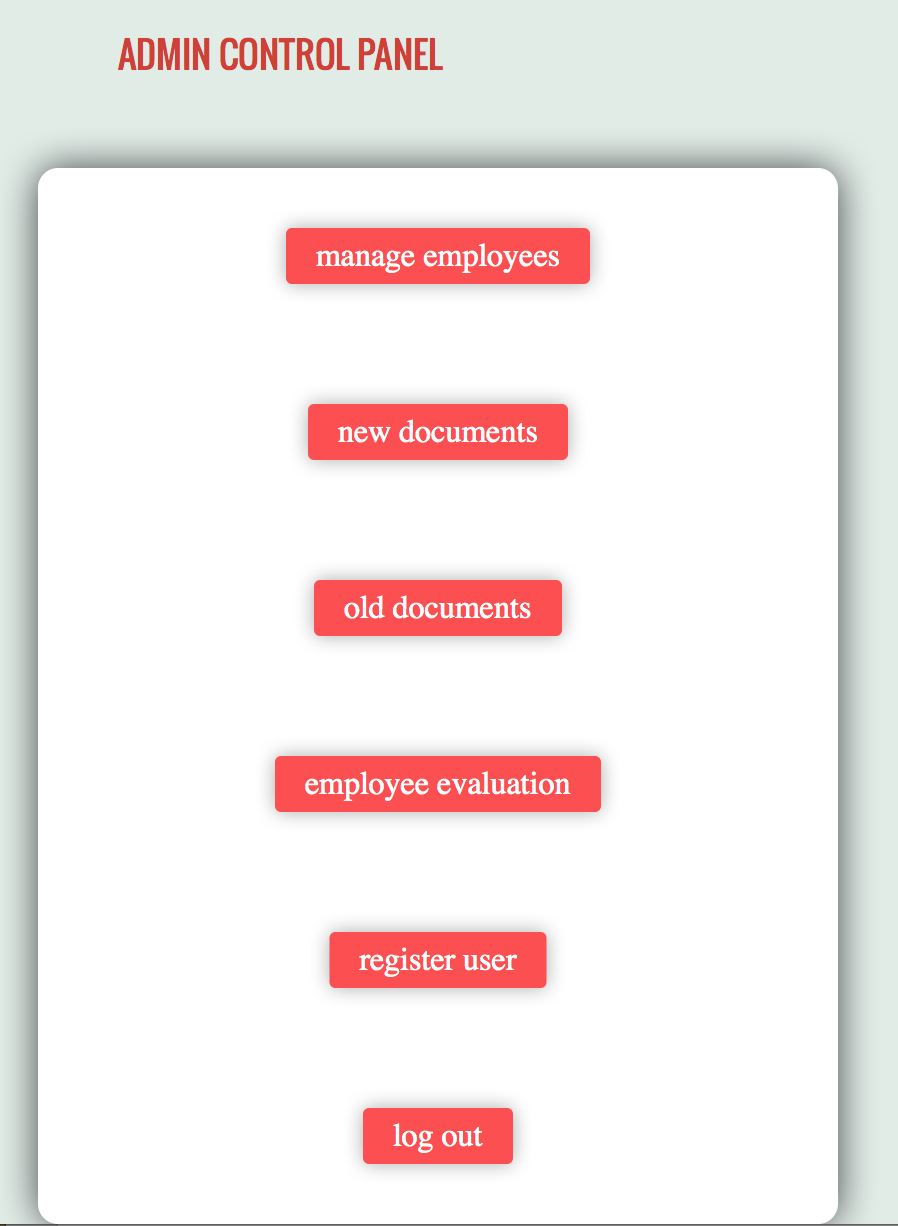 ADMIN CONTROL PANEL
manage employees
new documents
old documents
employee evaluation
register user
log out